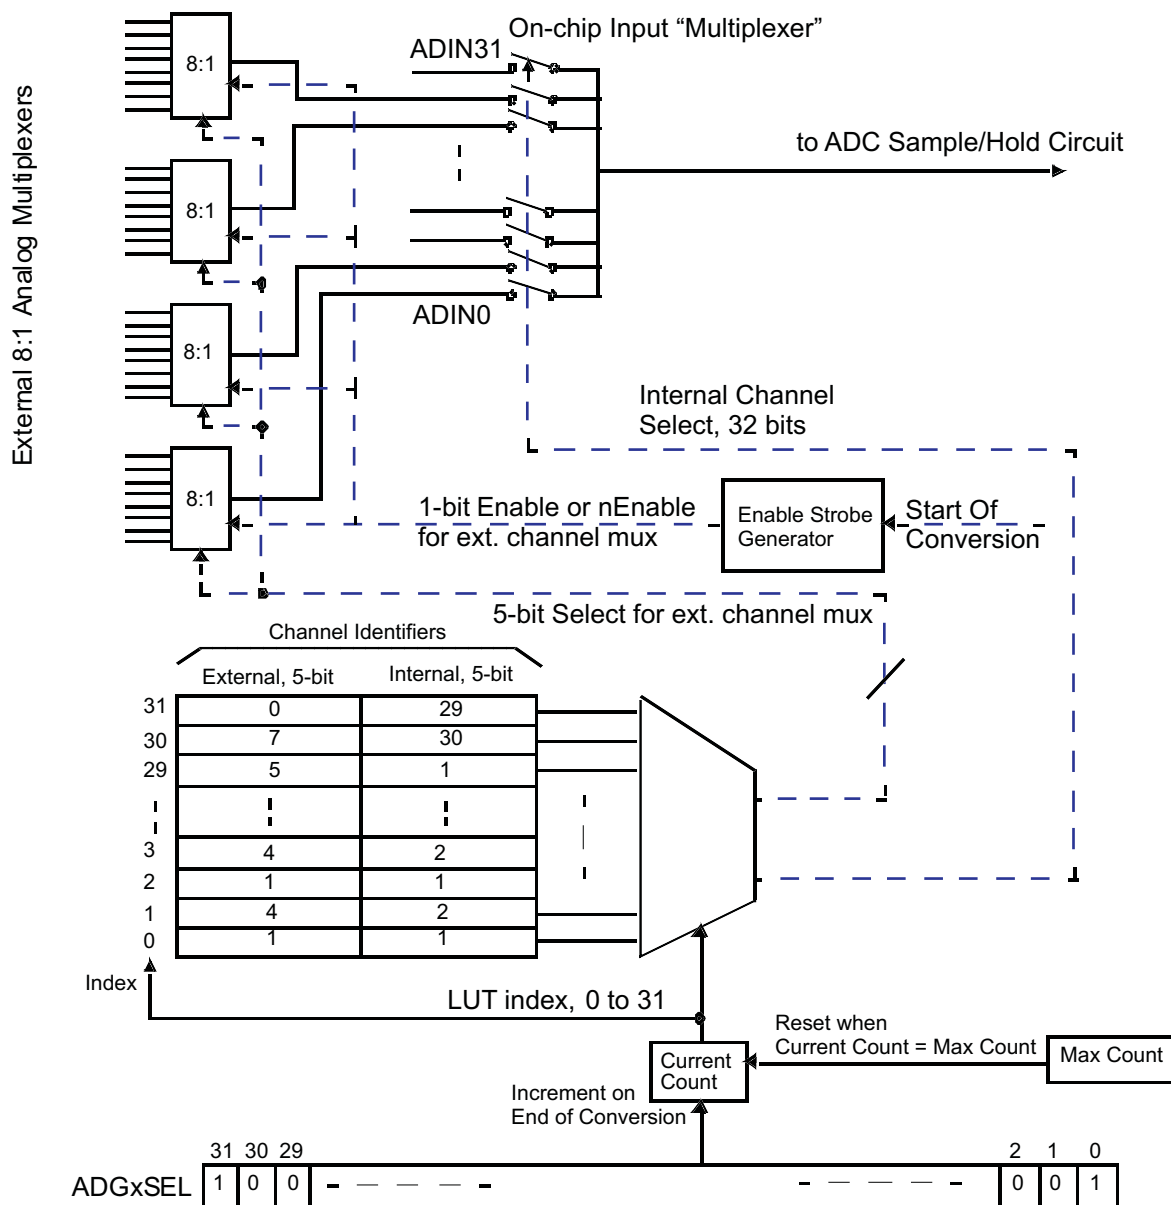 External 8:1 Analog Multiplexers
On-chip Input “Multiplexer”
ADIN31
8:1
to ADC Sample/Hold Circuit
8:1
ADIN0
8:1
Internal Channel
Select, 32 bits
8:1
1-bit Enable or nEnable
for ext. channel mux
Enable Strobe
Generator
Start Of
Conversion
5-bit Select for ext. channel mux
Channel Identifiers
External, 5-bit Internal, 5-bit
31 0 29
30 7 30
29 5 1
3 4 2
2 1 1
1 4 2
0 1 1
Index
LUT index, 0 to 31
Reset when
Current Count = Max Count
Max Count
Current
Count
Increment on
End of Conversion
31 30 29 2 1 0
ADGxSEL 1 0 0 0 0 1